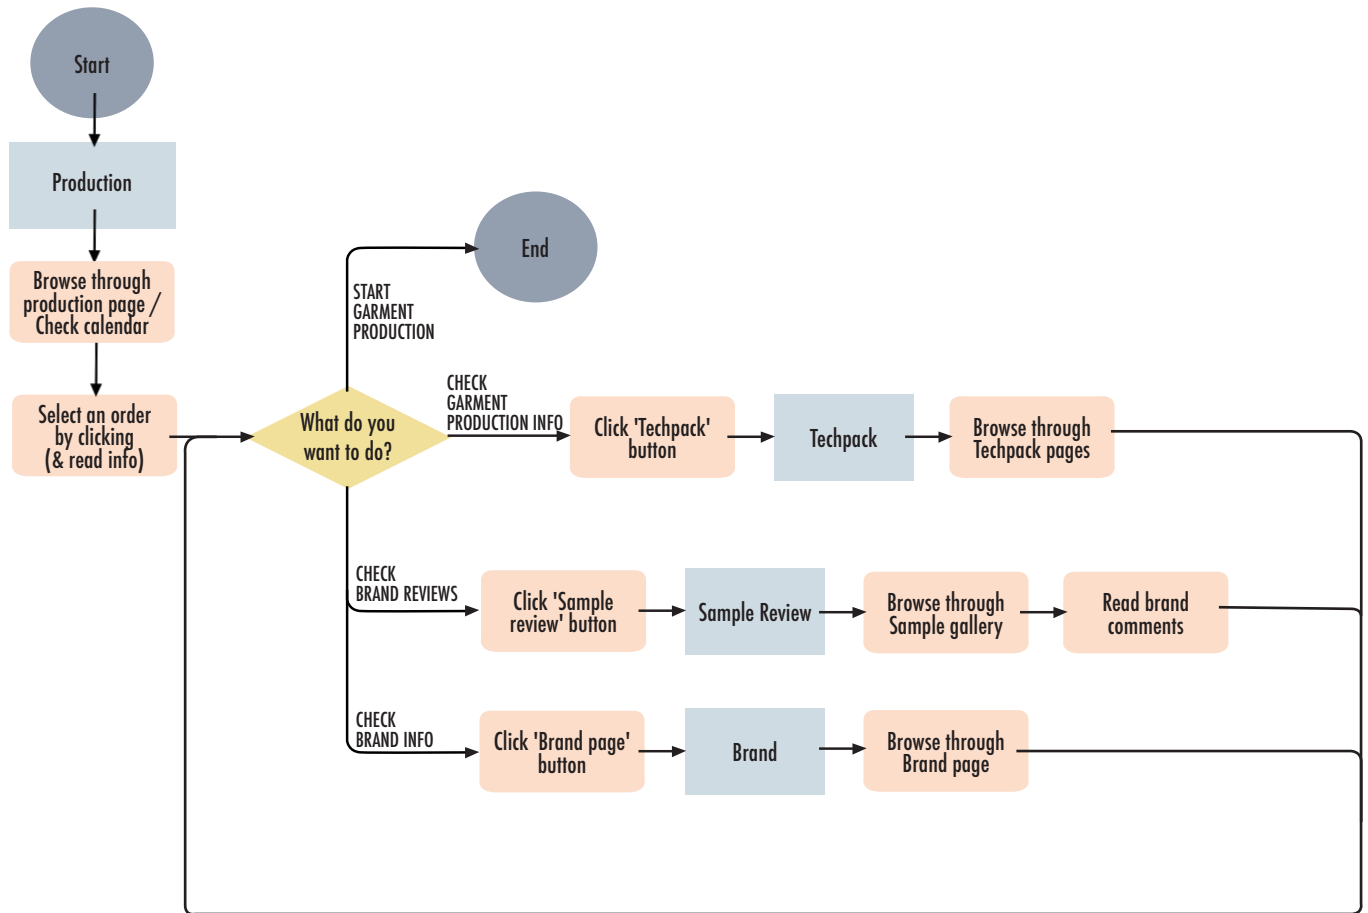 Start
Production
Browse through
production page /
Check calendar
Select an order
by clicking
(& read info)
What do you
want to do?
START
GARMENT
PRODUCTION
End
CHECK
GARMENT
PRODUCTION INFO
Click 'Techpack'
button
Techpack
Browse through
Techpack pages
CHECK
BRAND REVIEWS
Click 'Sample
review' button
Sample Review
Browse through
Sample gallery
Read brand
comments
CHECK
BRAND INFO
Click 'Brand page'
button
Brand
Browse through
Brand page